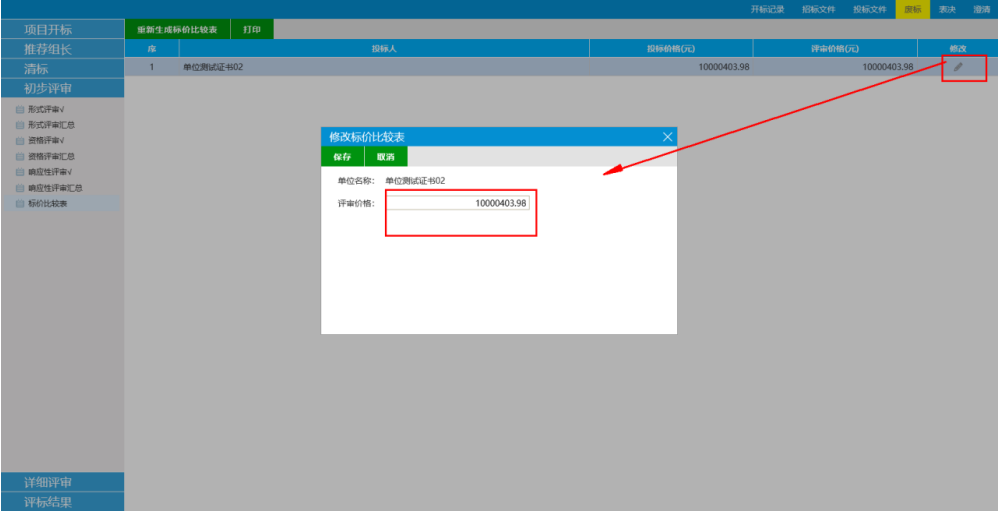 开标记录 招标文件 投标文件 废标 表决 澄清
项目开标
推荐组长
清标
初步评审
形式评审√
形式评审汇总
资格评审√
资格评审汇总
响应性评审√
响应性评审汇总
标价比较表
详细评审
评标结果
重新生成标价比较表 打印
序 投标人 投标价格(元) 评审价格(元) 修改
1 单位测试证书02 10000403.98 10000403.98
修改标价比较表
保存 取消
单位名称: 单位测试证书02
评审价格: 10000403.98